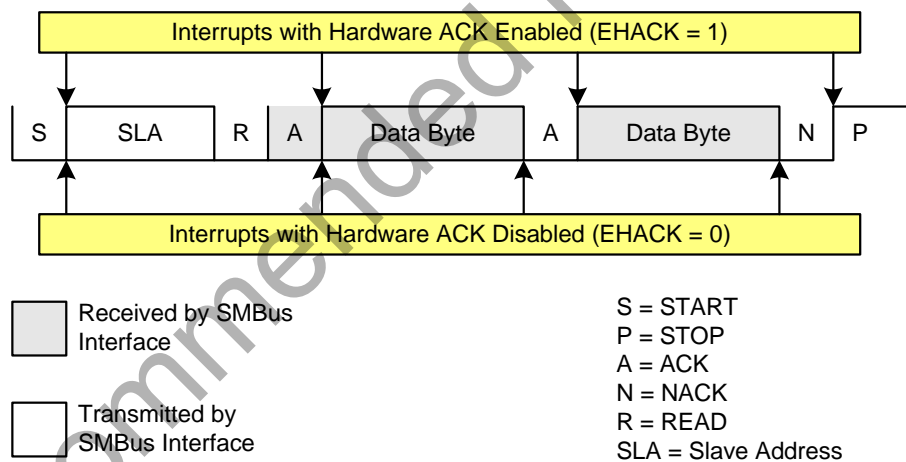 Interrupts with Hardware ACK Enabled (EHACK = 1)
S SLA R A Data Byte A Data Byte N P
Interrupts with Hardware ACK Disabled (EHACK = 0)
Received by SMBus
Interface
Transmitted by
SMBus Interface
S = START
P = STOP
A = ACK
N = NACK
R = READ
SLA = Slave Address
ommended